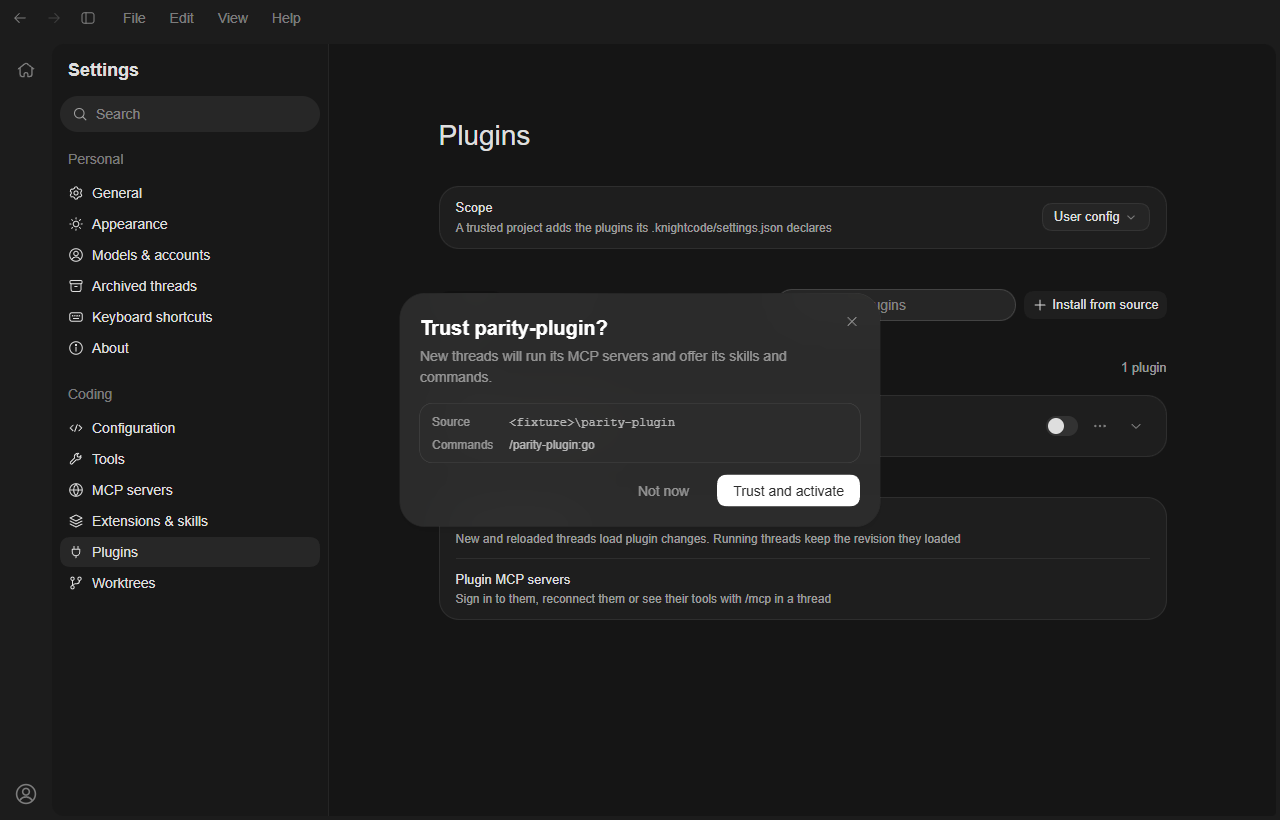 File Edit View Help
Settings
Search
Personal
General
Appearance
Models & accounts
Archived threads
Keyboard shortcuts
About
Coding
Configuration
Tools
MCP servers
Extensions & skills
Plugins
Worktrees
Plugins
Scope
A trusted project adds the plugins its .knightcode/settings.json declares
User config
Install from source
1 plugin
Trust parity-plugin?
New threads will run its MCP servers and offer its skills and
commands.
Source <fixture>\parity-plugin
Commands /parity-plugin:go
Not now Trust and activate
New and reloaded threads load plugin changes. Running threads keep the revision they loaded
Plugin MCP servers
Sign in to them, reconnect them or see their tools with /mcp in a thread